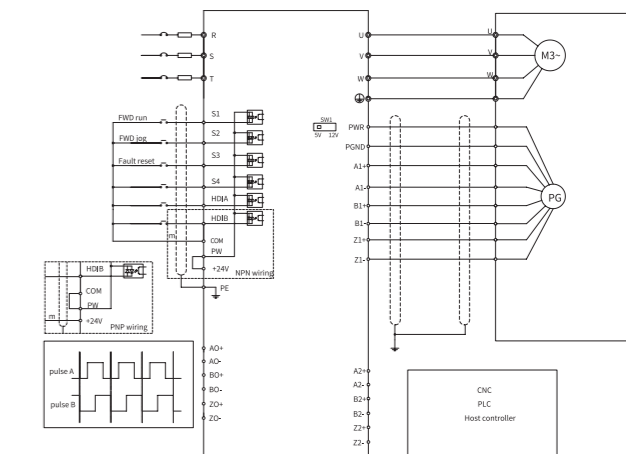 R
S
T
FWD run
S1
FWD jog
S2
Fault reset
S3
S4
HDIA
HDIB
m
COM
PW
+24V
NPN wiring
PE
HDIB
COM
PW
m
+24V
PNP wiring
pulse A
pulse B
AO+
AO-
BO+
BO-
ZO+
ZO-
U
V
W
U
V
W
M3~
SW1
5V 12V
PWR
PGND
A1+
A1-
B1+
B1-
Z1+
Z1-
PG
A2+
A2-
B2+
B2-
Z2+
Z2-
CNC
PLC
Host controller